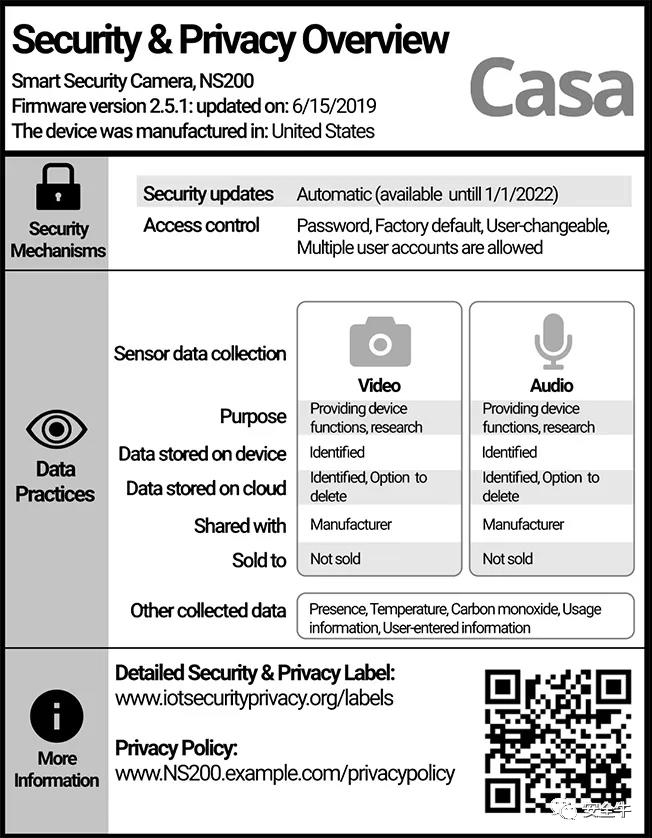 Security & Privacy Overview
Casa
Smart Security Camera, NS200
Firmware version 2.5.1: updated on: 6/15/2019
The device was manufactured in: United States
Security
Mechanisms
Security updates Automatic (available untill 1/1/2022)
Access control Password, Factory default, User-changeable,
Multiple user accounts are allowed
Data
Practices
Sensor data collection
Video Audio
Purpose Providing device functions, research Providing device functions, research
Data stored on device Identified Identified
Data stored on cloud Identified, Option to delete Identified, Option to delete
Shared with Manufacturer Manufacturer
Sold to Not sold Not sold
Other collected data Presence, Temperature, Carbon monoxide, Usage
information, User-entered information
More
Information
Detailed Security & Privacy Label:
www.iotsecurityprivacy.org/labels
Privacy Policy:
www.NS200.example.com/privacypolicy
安全牛